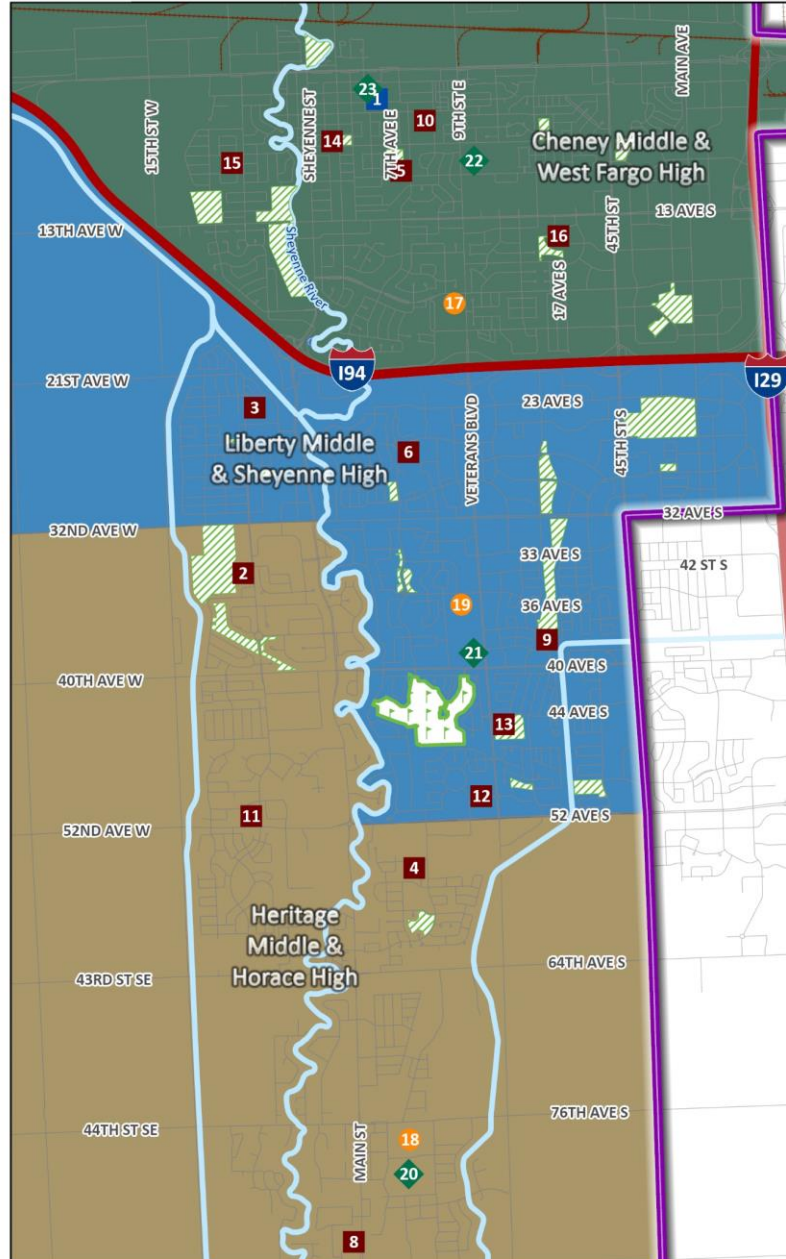 MAIN AVE
23
1
15TH ST W
SHEYENNE ST
14
7TH AVE E
10
9TH ST E
15
5
22
Cheney Middle &
West Fargo High
13TH AVE W
Sheyenne River
16
45TH ST
13 AVE S
17 AVE S
17
I94
I29
21ST AVE W
3
Liberty Middle
& Sheyenne High
6
VETERANS BLVD
23 AVE S
45TH ST S
32ND AVE W
32 AVE S
2
33 AVE S
42 ST S
19
36 AVE S
9
21
40TH AVE W
40 AVE S
13
44 AVE S
12
11
52ND AVE W
52 AVE S
4
Heritage
Middle &
Horace High
43RD ST SE
64TH AVE S
44TH ST SE
76TH AVE S
MAIN ST
18
20
8